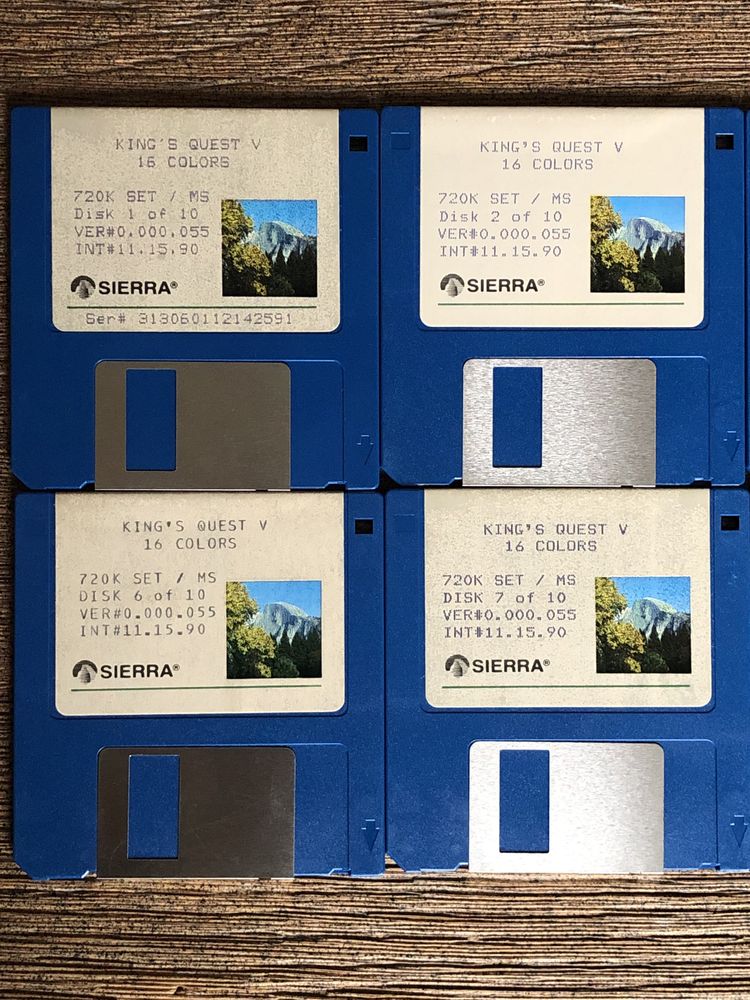 KING'S QUEST V
16 COLORS
720K SET / MS
Disk 1 of 10
VER#0.000.055
INT#11.15.90
SIERRA®
Ser# 313060112142591
KING'S QUEST V
16 COLORS
720K SET / MS
Disk 2 of 10
VER#0.000.055
INT#11.15.90
SIERRA®
KING'S QUEST V
16 COLORS
720K SET / MS
DISK 6 of 10
VER#0.000.055
INT#11.15.90
SIERRA®
KING'S QUEST V
16 COLORS
720K SET / MS
DISK 7 of 10
VER#0.000.055
INT#11.15.90
SIERRA®